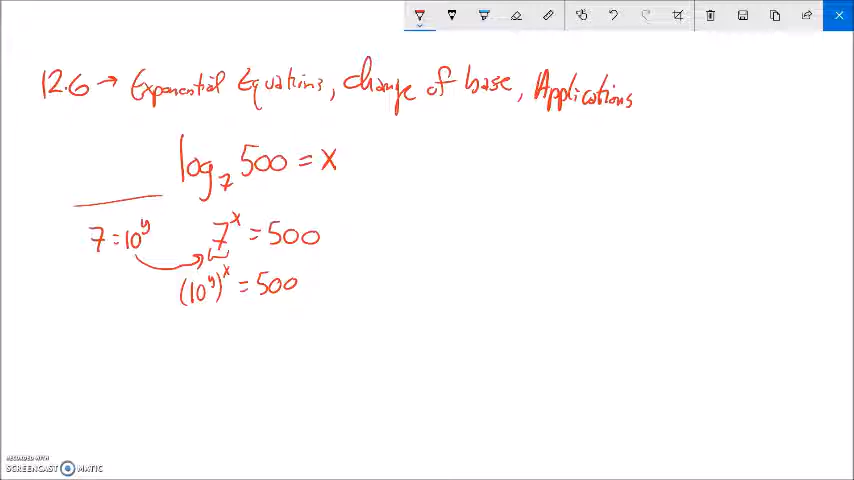 12.6 → Exponential Equations, Change of base, Applications
log₇ 500 = x
7 = 10^y 7^x = 500
(10^y)^x = 500
RECORDED WITH
SCREENCAST MATIC